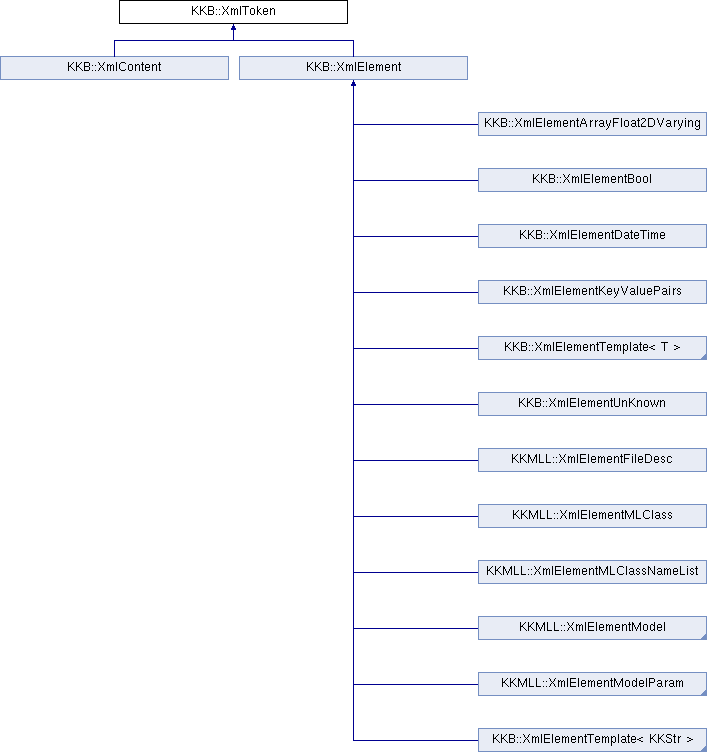 KKB::XmlToken
KKB::XmlContent
KKB::XmlElement
KKB::XmlElementArrayFloat2DVarying
KKB::XmlElementBool
KKB::XmlElementDateTime
KKB::XmlElementKeyValuePairs
KKB::XmlElementTemplate< T >
KKB::XmlElementUnKnown
KKMLL::XmlElementFileDesc
KKMLL::XmlElementMLClass
KKMLL::XmlElementMLClassNameList
KKMLL::XmlElementModel
KKMLL::XmlElementModelParam
KKB::XmlElementTemplate< KKStr >